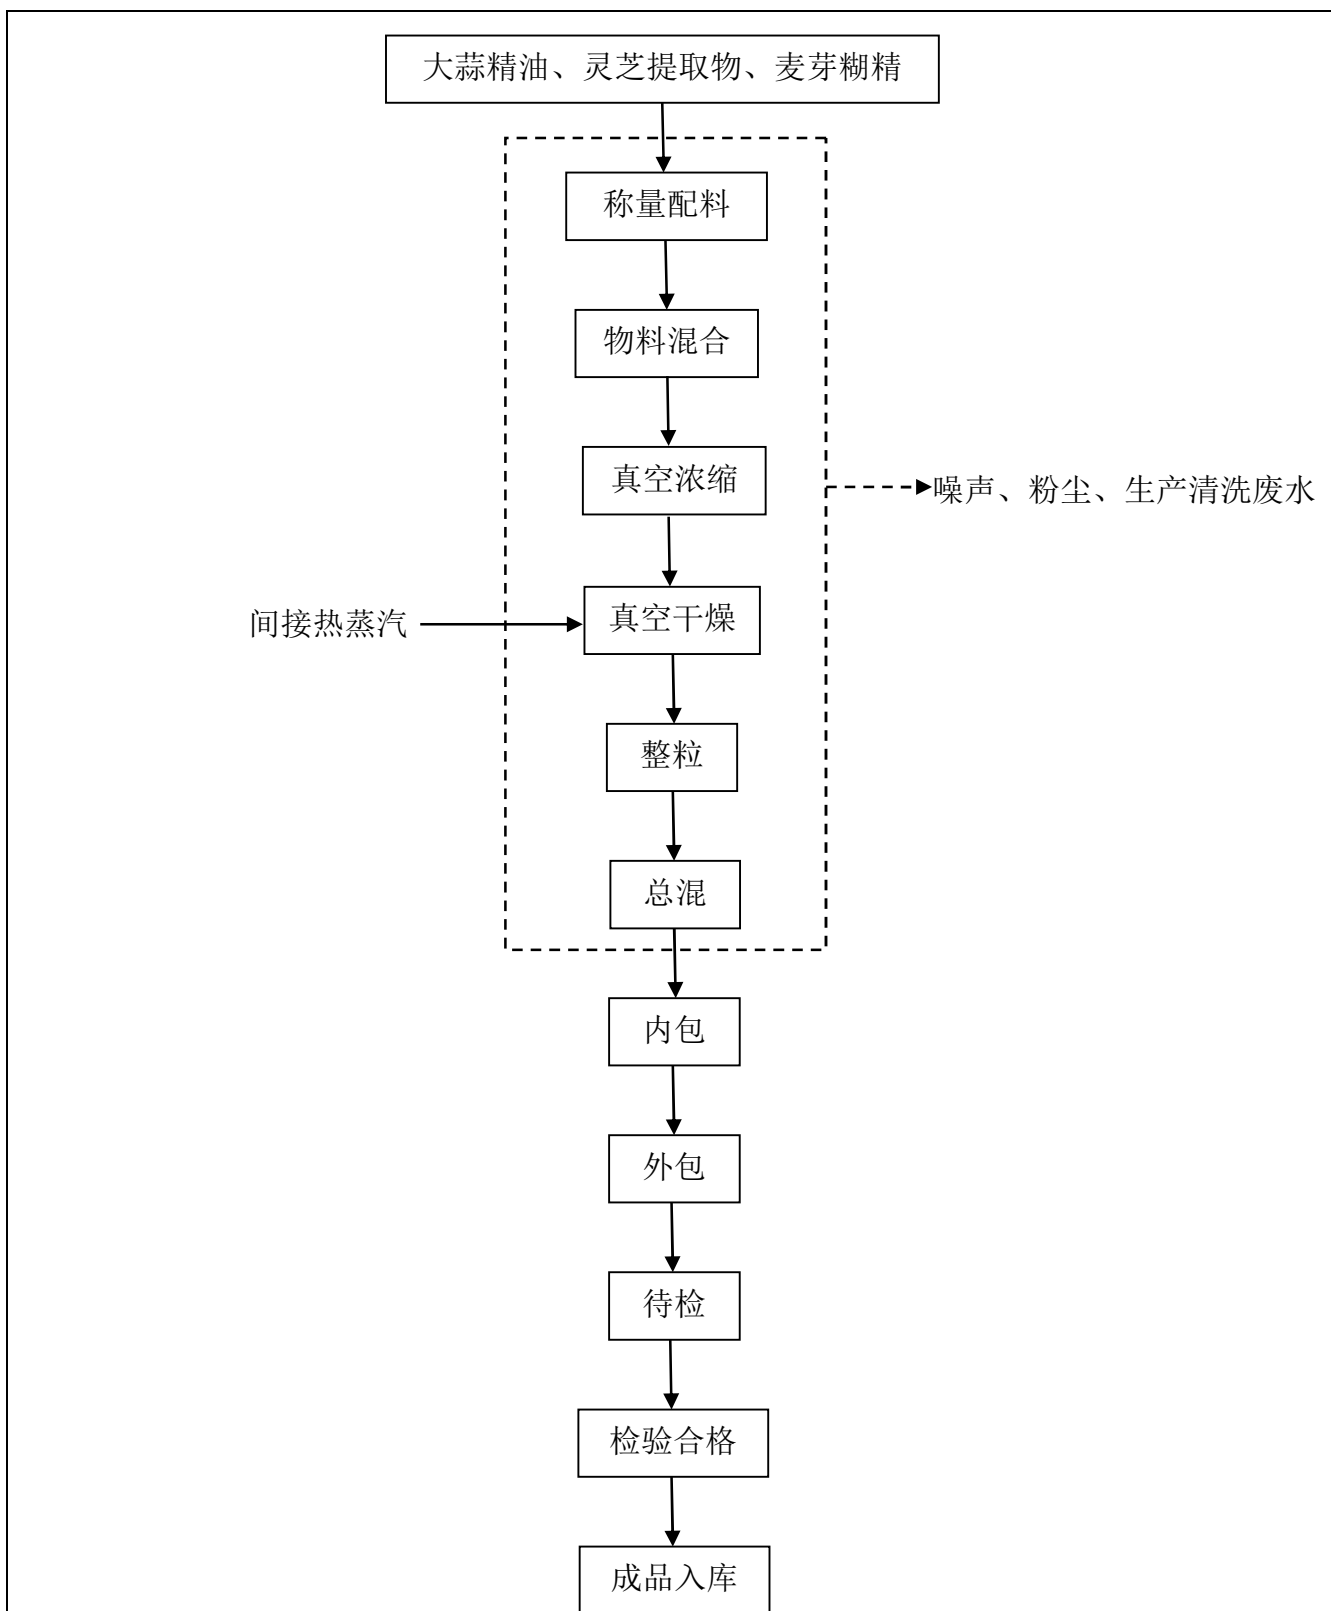 大蒜精油、灵芝提取物、麦芽糊精
称量配料
物料混合
真空浓缩
噪声、粉尘、生产清洗废水
间接热蒸汽
真空干燥
整粒
总混
内包
外包
待检
检验合格
成品入库